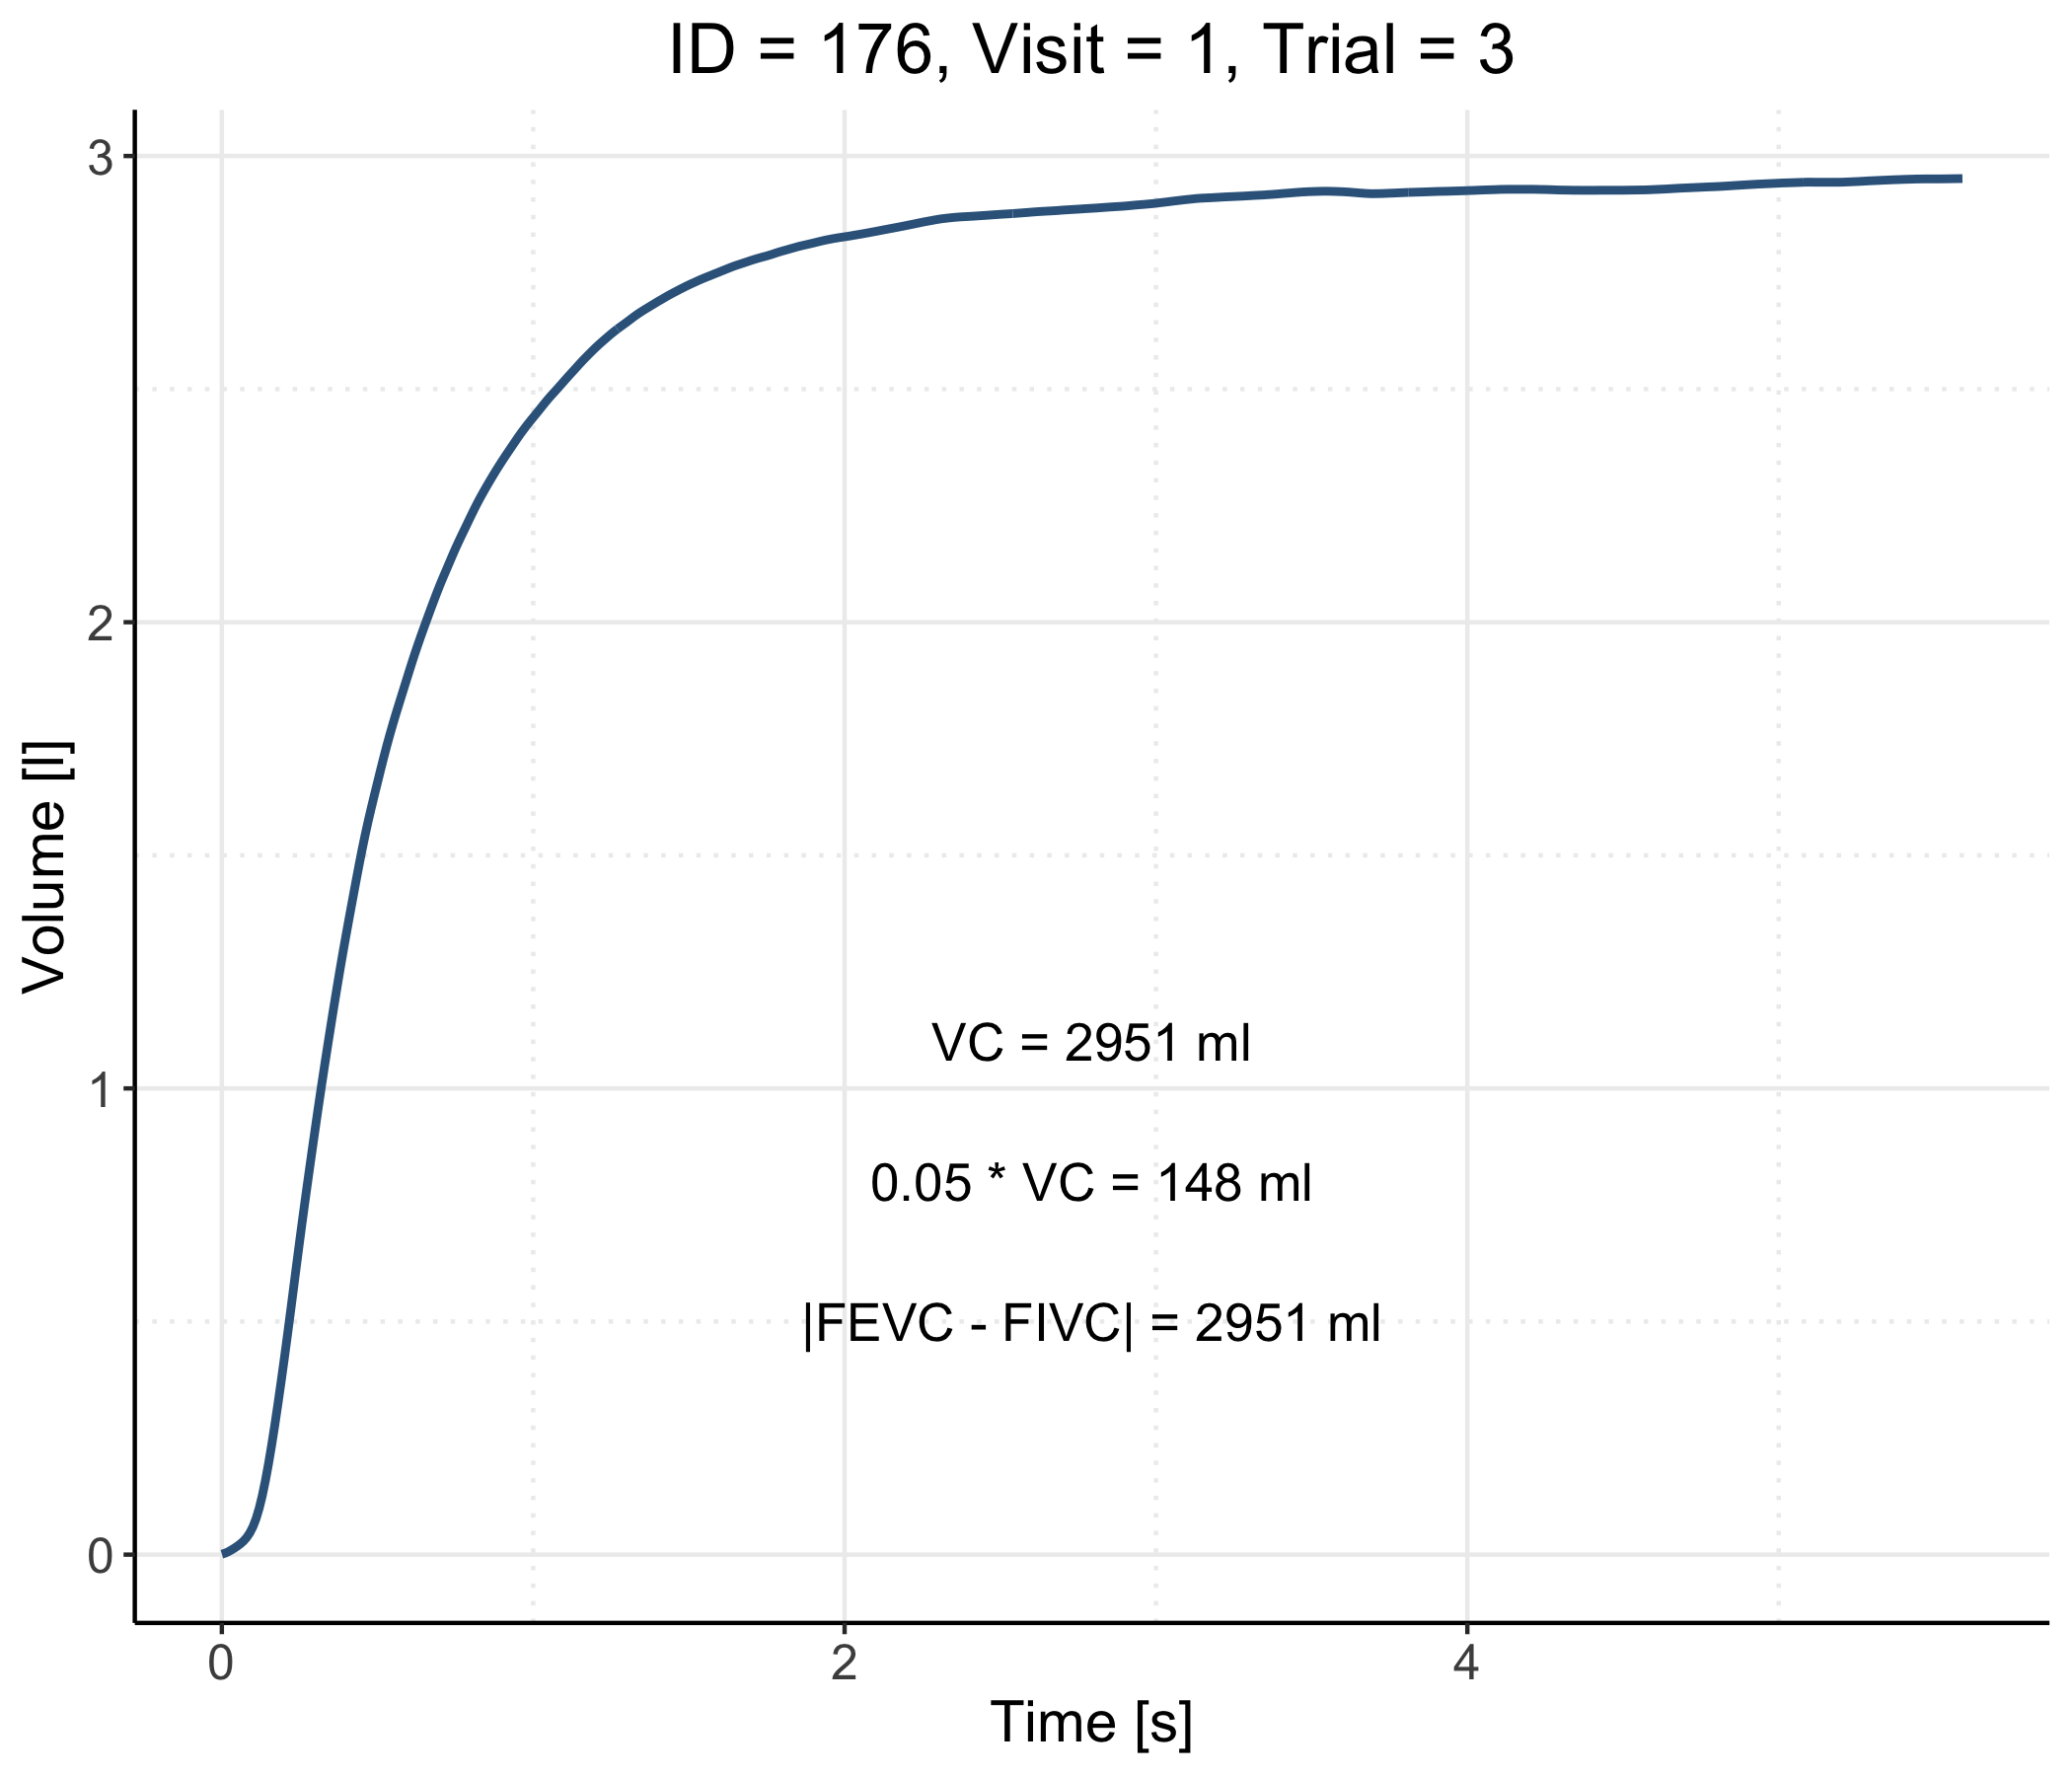 ID = 176, Visit = 1, Trial = 3
3
2
1
0
Volume [l]
VC = 2951 ml
0.05 * VC = 148 ml
|FEVC - FIVC| = 2951 ml
0
2
4
Time [s]